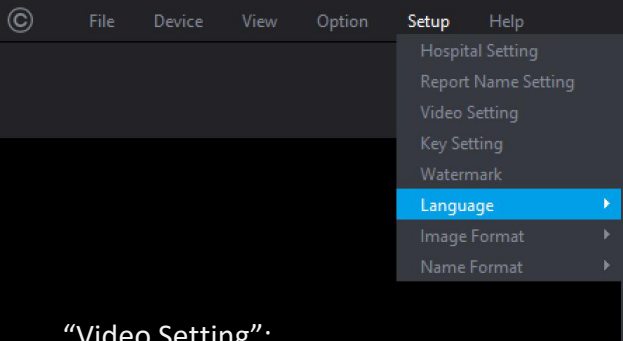 © File Device View Option Setup Help
Hospital Setting
Report Name Setting
Video Setting
Key Setting
Watermark
Language
Image Format
Name Format
“Video Setting”: